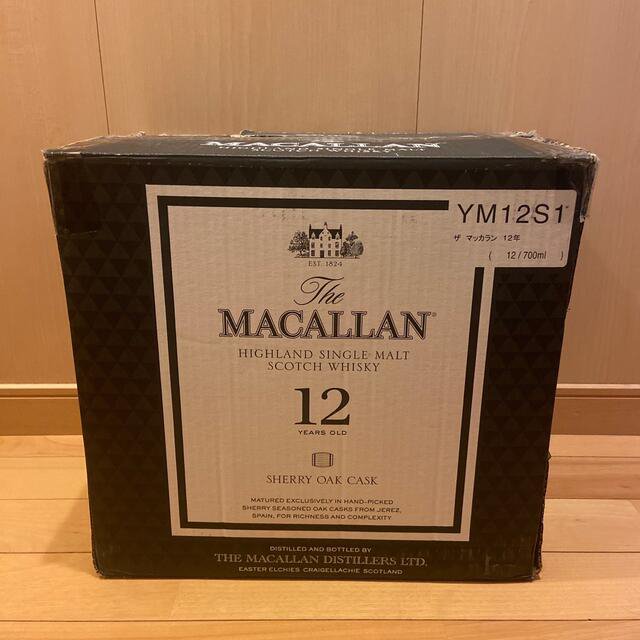 MACALLAN
YM12S1
ザ マッカラン 12年
( 12/700ml )
EST. 1824
The
MACALLAN
HIGHLAND SINGLE MALT
SCOTCH WHISKY
12
YEARS OLD
SHERRY OAK CASK
MATURED EXCLUSIVELY IN HAND-PICKED
SHERRY SEASONED OAK CASKS FROM JEREZ,
SPAIN, FOR RICHNESS AND COMPLEXITY
DISTILLED AND BOTTLED BY
THE MACALLAN DISTILLERS LTD.
EASTER ELCHIES CRAIGELLACHIE SCOTLAND